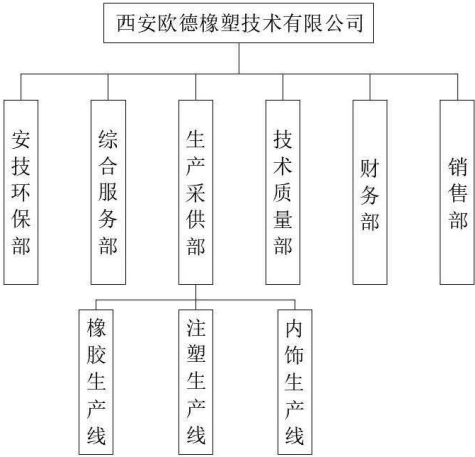 西安欧德橡塑技术有限公司
安技环保部
综合服务部
生产采供部
技术质量部
财务部
销售部
橡胶生产线
注塑生产线
内饰生产线